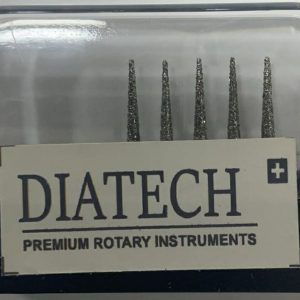 DIATECH
PREMIUM ROTARY INSTRUMENTS